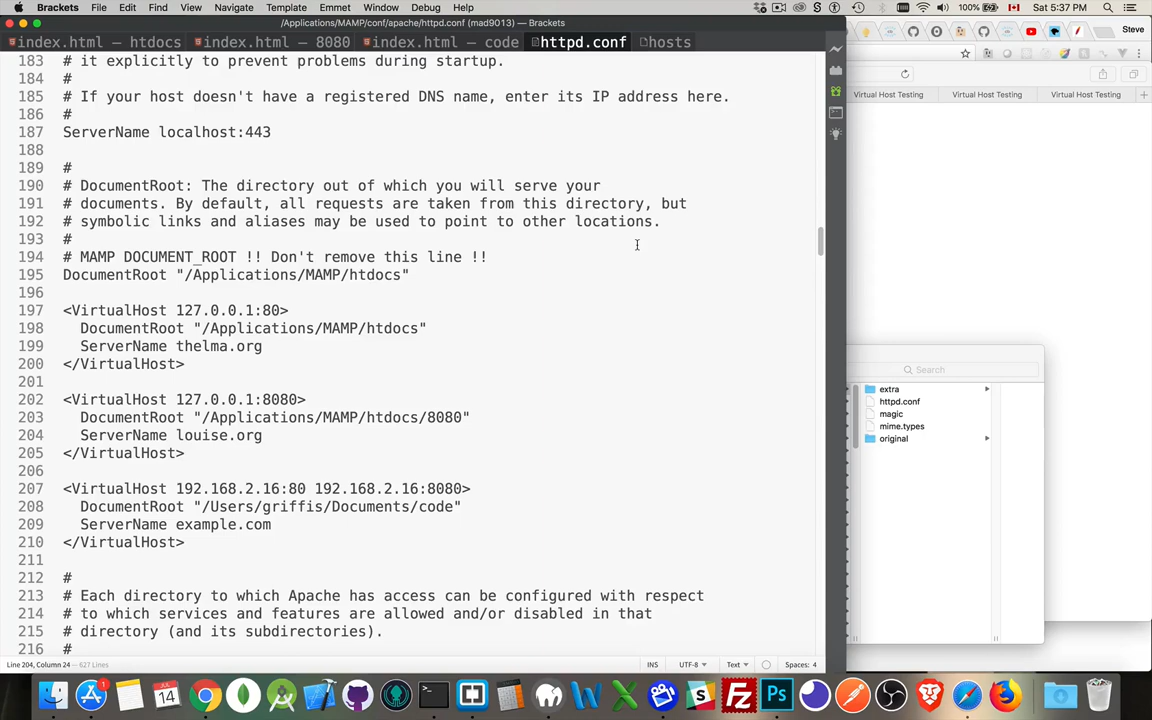 Brackets File Edit Find View Navigate Template Emmet Window Debug Help 100% Sat 5:37 PM
/Applications/MAMP/conf/apache/httpd.conf (mad9013) — Brackets
index.html — htdocs index.html — 8080 index.html — code httpd.conf hosts
Steve
183 # it explicitly to prevent problems during startup.
184 #
185 # If your host doesn't have a registered DNS name, enter its IP address here.
186 #
187 ServerName localhost:443
188
189 #
190 # DocumentRoot: The directory out of which you will serve your
191 # documents. By default, all requests are taken from this directory, but
192 # symbolic links and aliases may be used to point to other locations.
193 #
194 # MAMP DOCUMENT_ROOT !! Don't remove this line !!
195 DocumentRoot "/Applications/MAMP/htdocs"
196
197 <VirtualHost 127.0.0.1:80>
198 DocumentRoot "/Applications/MAMP/htdocs"
199 ServerName thelma.org
200 </VirtualHost>
201
202 <VirtualHost 127.0.0.1:8080>
203 DocumentRoot "/Applications/MAMP/htdocs/8080"
204 ServerName louise.org
205 </VirtualHost>
206
207 <VirtualHost 192.168.2.16:80 192.168.2.16:8080>
208 DocumentRoot "/Users/griffis/Documents/code"
209 ServerName example.com
210 </VirtualHost>
211
212 #
213 # Each directory to which Apache has access can be configured with respect
214 # to which services and features are allowed and/or disabled in that
215 # directory (and its subdirectories).
216 #
Line 204, Column 24 — 627 Lines INS UTF-8 Text Spaces: 4
Virtual Host Testing Virtual Host Testing Virtual Host Testing
Search
extra
httpd.conf
magic
mime.types
original
1
14